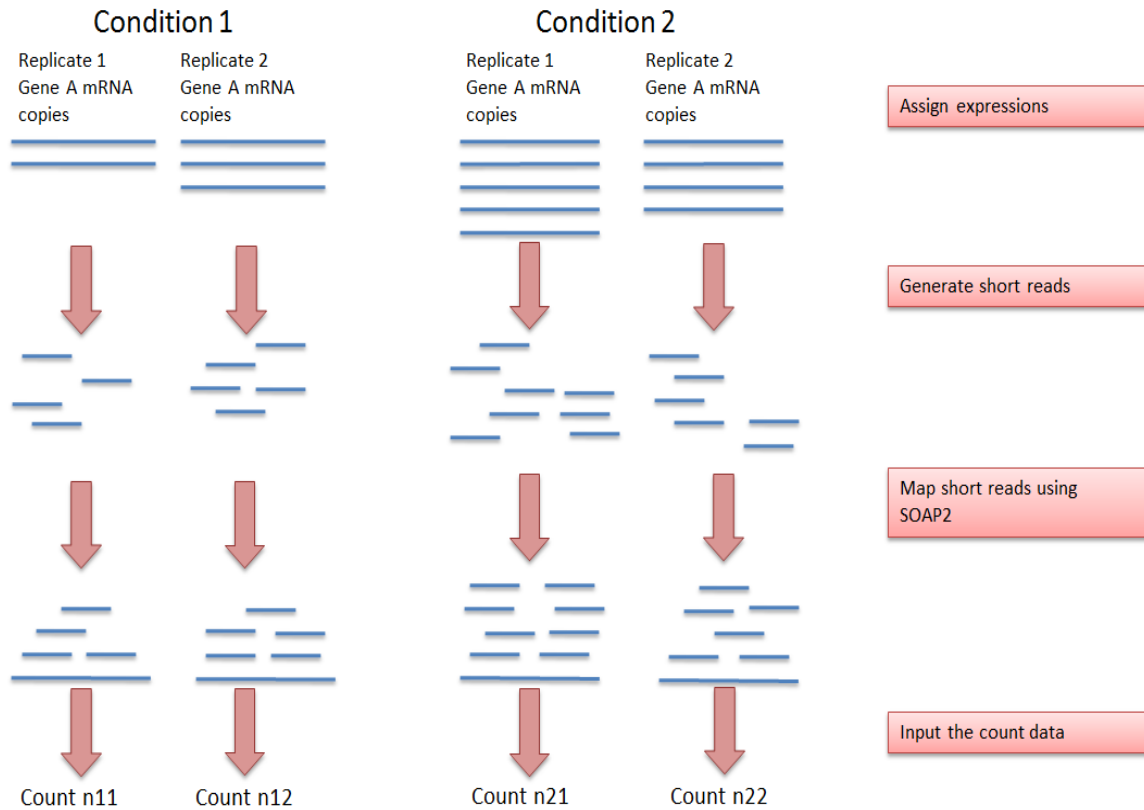 Condition 1
Condition 2
Replicate 1
Gene A mRNA
copies
Replicate 2
Gene A mRNA
copies
Replicate 1
Gene A mRNA
copies
Replicate 2
Gene A mRNA
copies
Assign expressions
Generate short reads
Map short reads using
SOAP2
Input the count data
Count n11
Count n12
Count n21
Count n22